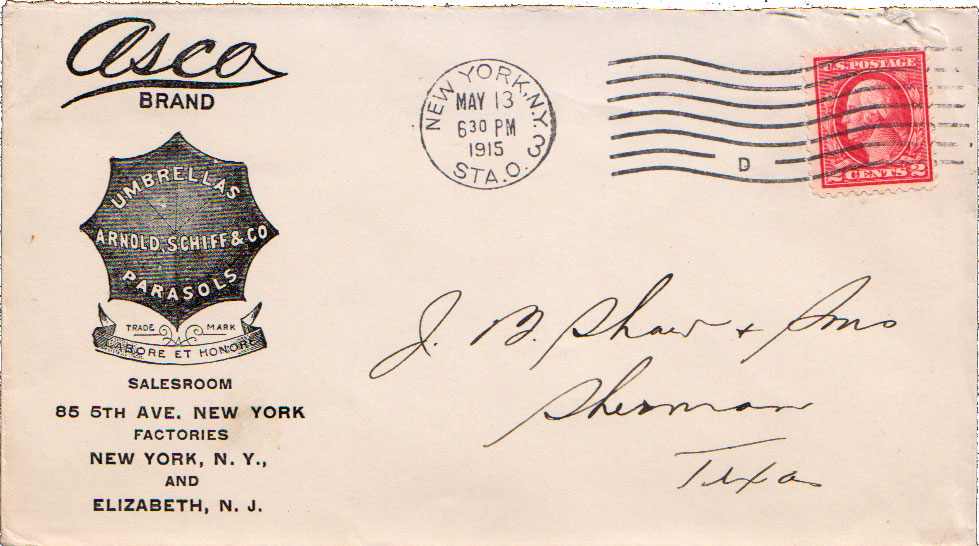 Asco
BRAND
UMBRELLAS
ARNOLD, SCHIFF & CO
PARASOLS
TRADE MARK
LABORE ET HONORE
SALESROOM
85 5TH AVE. NEW YORK
FACTORIES
NEW YORK, N. Y.,
AND
ELIZABETH, N. J.
NEW YORK, N.Y. 3
MAY 13
6 30 PM
1915
STA. O.
D
U.S. POSTAGE
2 CENTS 2
J. B. Shaw + Sons
Sherman
Texas